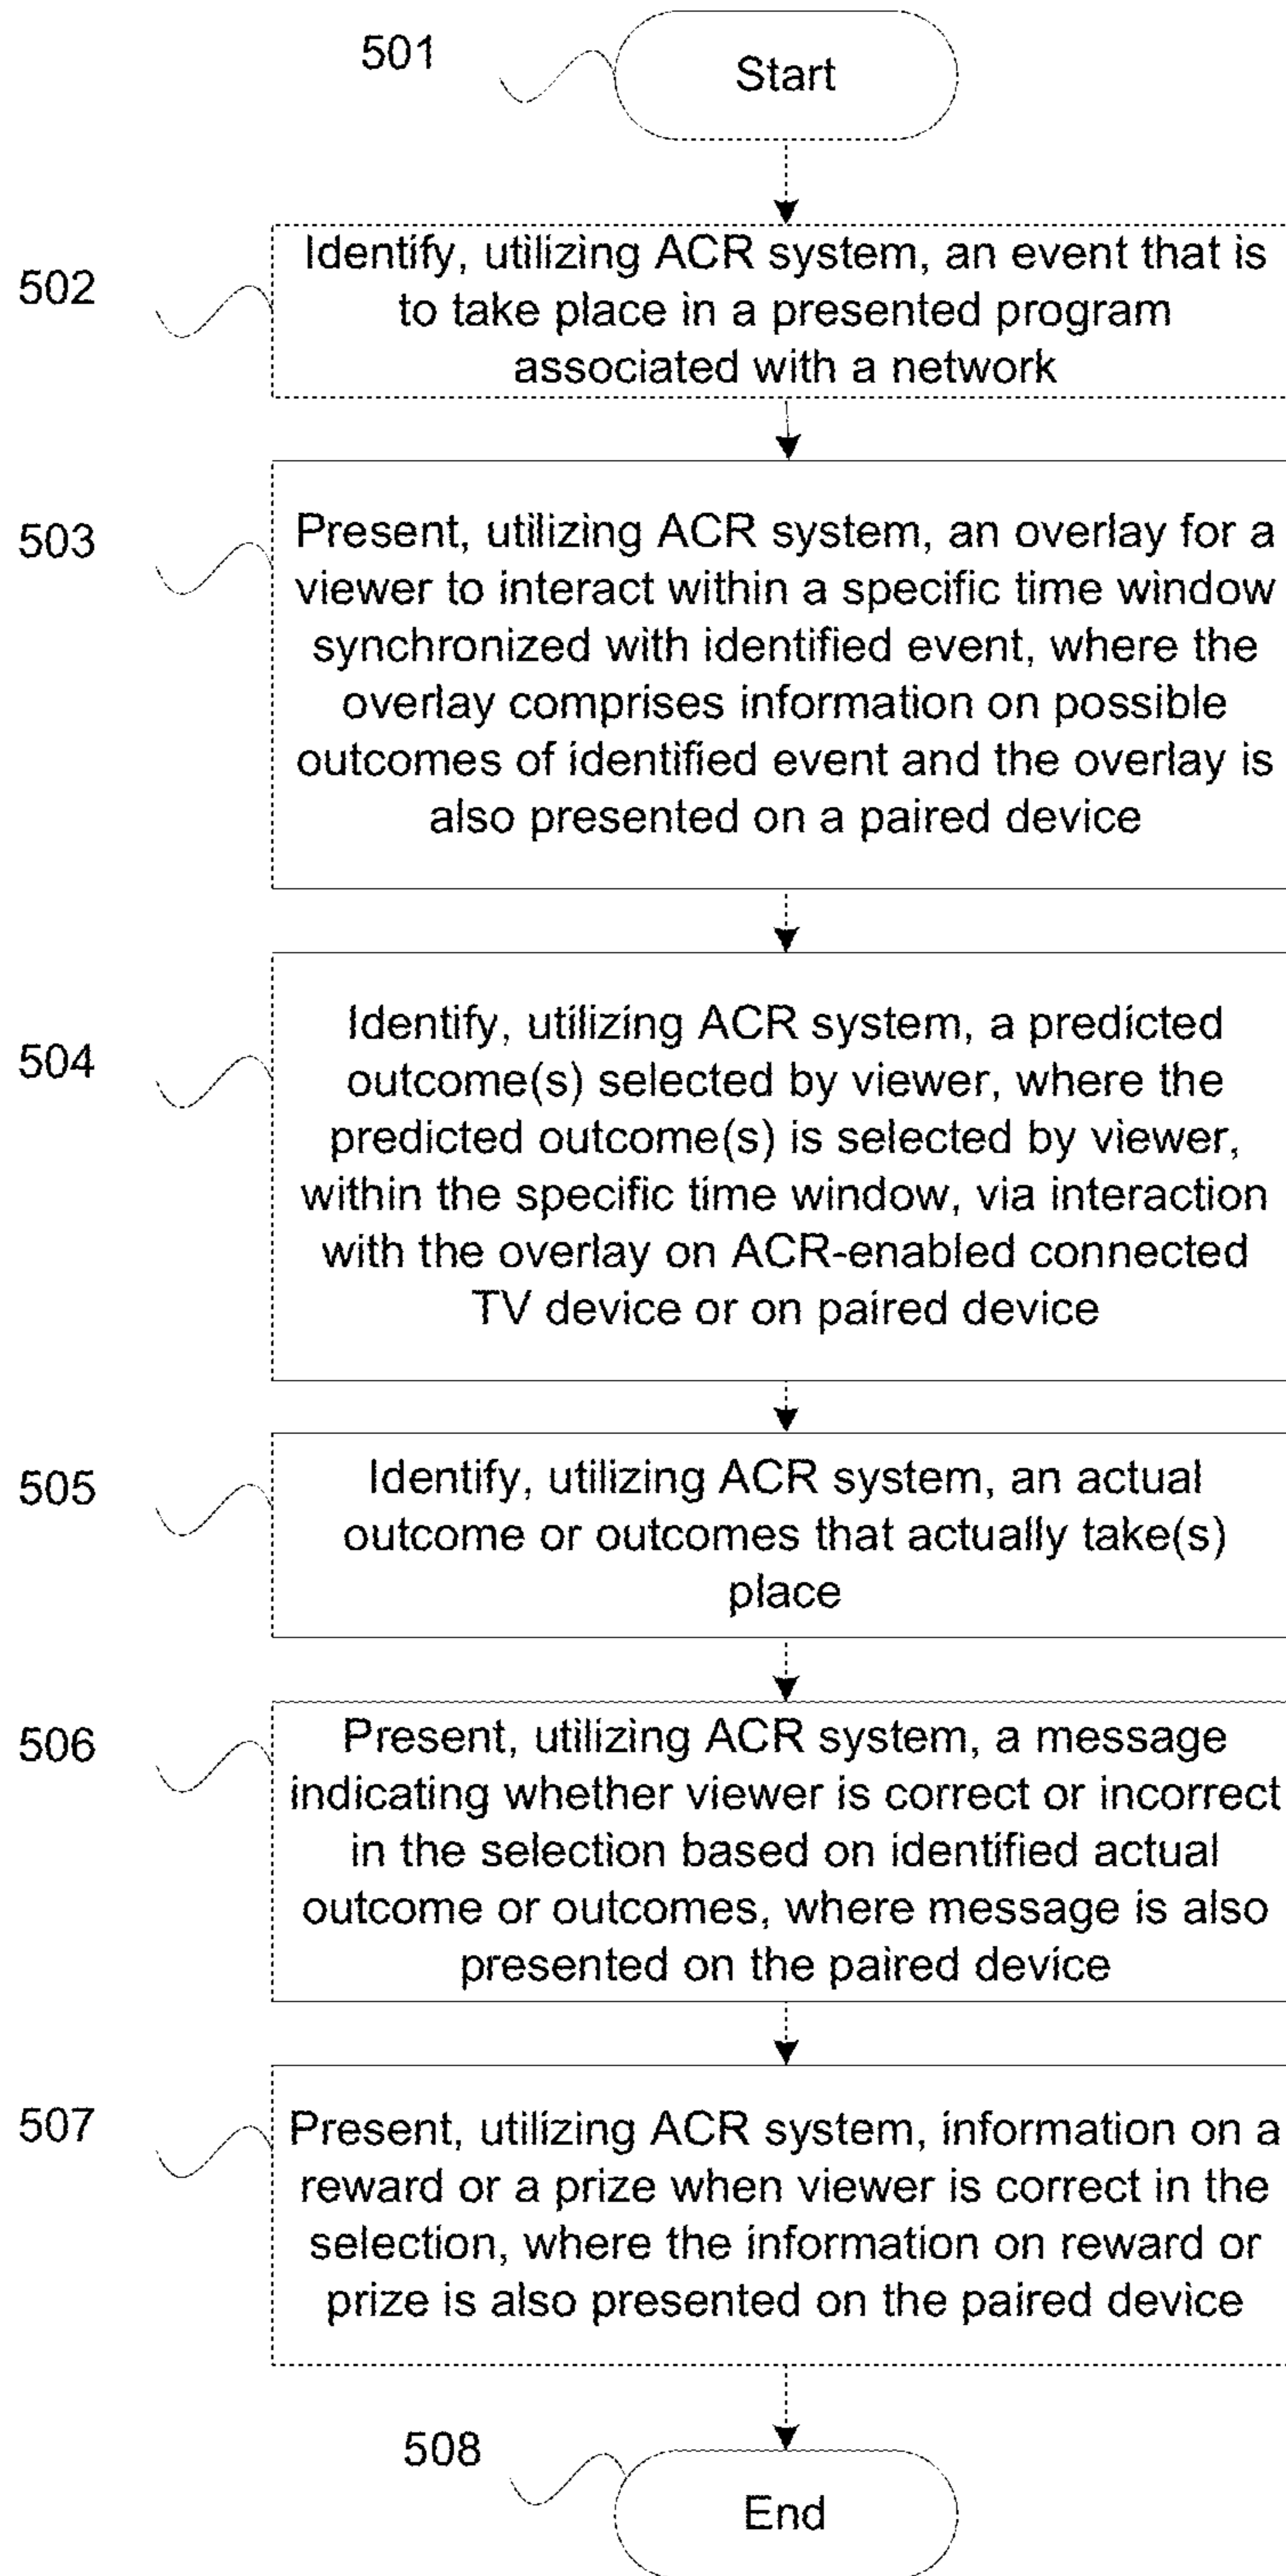 501
Start
502
Identify, utilizing ACR system, an event that is
to take place in a presented program
associated with a network
503
Present, utilizing ACR system, an overlay for a
viewer to interact within a specific time window
synchronized with identified event, where the
overlay comprises information on possible
outcomes of identified event and the overlay is
also presented on a paired device
504
Identify, utilizing ACR system, a predicted
outcome(s) selected by viewer, where the
predicted outcome(s) is selected by viewer,
within the specific time window, via interaction
with the overlay on ACR-enabled connected
TV device or on paired device
505
Identify, utilizing ACR system, an actual
outcome or outcomes that actually take(s)
place
506
Present, utilizing ACR system, a message
indicating whether viewer is correct or incorrect
in the selection based on identified actual
outcome or outcomes, where message is also
presented on the paired device
507
Present, utilizing ACR system, information on a
reward or a prize when viewer is correct in the
selection, where the information on reward or
prize is also presented on the paired device
508
End